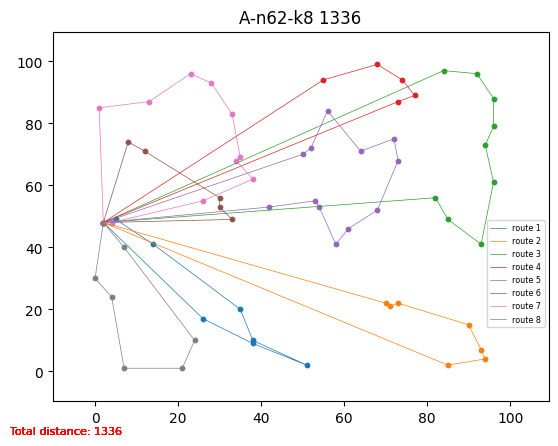 A-n62-k8 1336
100
80
60
40
20
0
0 20 40 60 80 100
route 1
route 2
route 3
route 4
route 5
route 6
route 7
route 8
Total distance: 1336